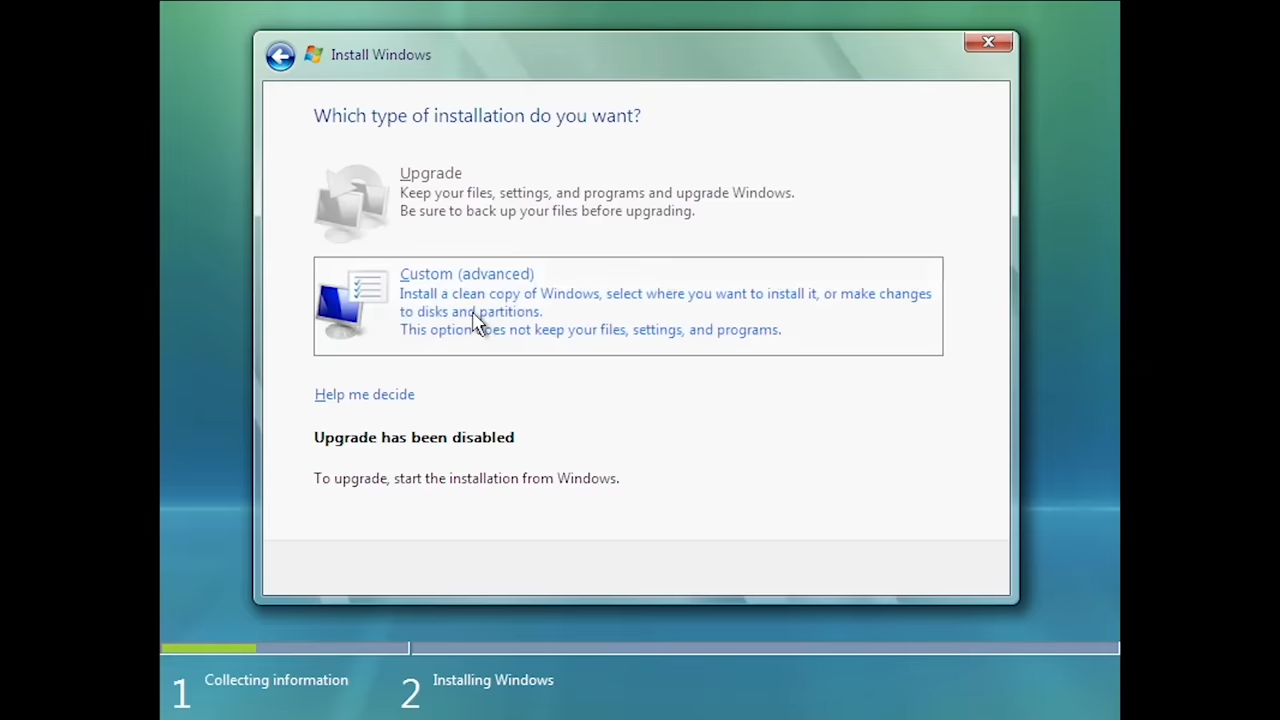 Install Windows
Which type of installation do you want?
Upgrade
Keep your files, settings, and programs and upgrade Windows.
Be sure to back up your files before upgrading.
Custom (advanced)
Install a clean copy of Windows, select where you want to install it, or make changes
to disks and partitions.
This option does not keep your files, settings, and programs.
Help me decide
Upgrade has been disabled
To upgrade, start the installation from Windows.
1 Collecting information 2 Installing Windows